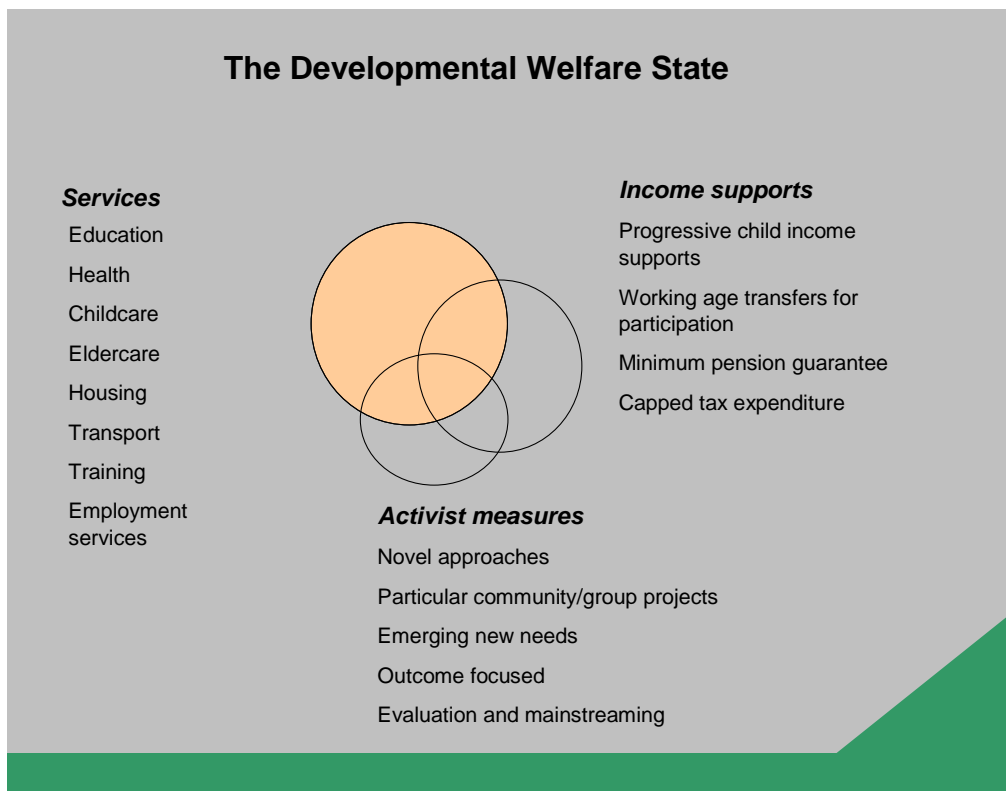 The Developmental Welfare State
Services
Education
Health
Childcare
Eldercare
Housing
Transport
Training
Employment
services
Income supports
Progressive child income
supports
Working age transfers for
participation
Minimum pension guarantee
Capped tax expenditure
Activist measures
Novel approaches
Particular community/group projects
Emerging new needs
Outcome focused
Evaluation and mainstreaming